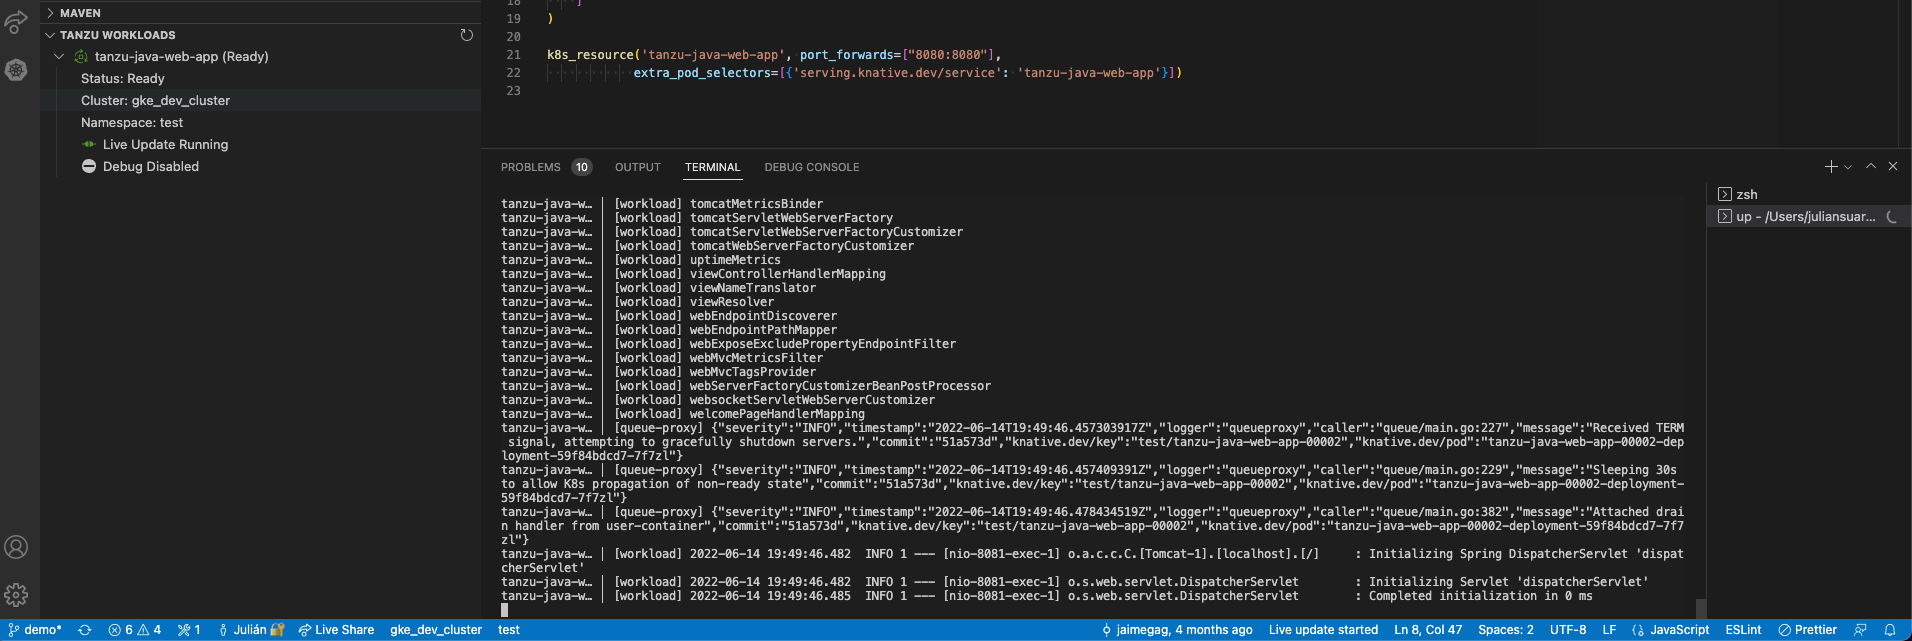 MAVEN
TANZU WORKLOADS
tanzu-java-web-app (Ready)
Status: Ready
Cluster: gke_dev_cluster
Namespace: test
Live Update Running
Debug Disabled
18 ]
19 )
20
21 k8s_resource('tanzu-java-web-app', port_forwards=["8080:8080"],
22 extra_pod_selectors=[{'serving.knative.dev/service': 'tanzu-java-web-app'}])
23
PROBLEMS 10 OUTPUT TERMINAL DEBUG CONSOLE
zsh
up - /Users/juliansuar...
tanzu-java-w… │ [workload] tomcatMetricsBinder
tanzu-java-w… │ [workload] tomcatServletWebServerFactory
tanzu-java-w… │ [workload] tomcatServletWebServerFactoryCustomizer
tanzu-java-w… │ [workload] tomcatWebServerFactoryCustomizer
tanzu-java-w… │ [workload] uptimeMetrics
tanzu-java-w… │ [workload] viewControllerHandlerMapping
tanzu-java-w… │ [workload] viewNameTranslator
tanzu-java-w… │ [workload] viewResolver
tanzu-java-w… │ [workload] webEndpointDiscoverer
tanzu-java-w… │ [workload] webEndpointPathMapper
tanzu-java-w… │ [workload] webExposeExcludePropertyEndpointFilter
tanzu-java-w… │ [workload] webMvcMetricsFilter
tanzu-java-w… │ [workload] webMvcTagsProvider
tanzu-java-w… │ [workload] webServerFactoryCustomizerBeanPostProcessor
tanzu-java-w… │ [workload] websocketServletWebServerCustomizer
tanzu-java-w… │ [workload] welcomePageHandlerMapping
tanzu-java-w… │ [queue-proxy] {"severity":"INFO","timestamp":"2022-06-14T19:49:46.457303917Z","logger":"queueproxy","caller":"queue/main.go:227","message":"Received TERM
signal, attempting to gracefully shutdown servers.","commit":"51a573d","knative.dev/key":"test/tanzu-java-web-app-00002","knative.dev/pod":"tanzu-java-web-app-00002-dep
loyment-59f84bdcd7-7f7zl"}
tanzu-java-w… │ [queue-proxy] {"severity":"INFO","timestamp":"2022-06-14T19:49:46.457409391Z","logger":"queueproxy","caller":"queue/main.go:229","message":"Sleeping 30s
to allow K8s propagation of non-ready state","commit":"51a573d","knative.dev/key":"test/tanzu-java-web-app-00002","knative.dev/pod":"tanzu-java-web-app-00002-deployment-
59f84bdcd7-7f7zl"}
tanzu-java-w… │ [queue-proxy] {"severity":"INFO","timestamp":"2022-06-14T19:49:46.478434519Z","logger":"queueproxy","caller":"queue/main.go:382","message":"Attached drai
n handler from user-container","commit":"51a573d","knative.dev/key":"test/tanzu-java-web-app-00002","knative.dev/pod":"tanzu-java-web-app-00002-deployment-59f84bdcd7-7f7
zl"}
tanzu-java-w… │ [workload] 2022-06-14 19:49:46.482 INFO 1 --- [nio-8081-exec-1] o.a.c.c.C.[Tomcat-1].[localhost].[/] : Initializing Spring DispatcherServlet 'dispat
cherServlet'
tanzu-java-w… │ [workload] 2022-06-14 19:49:46.482 INFO 1 --- [nio-8081-exec-1] o.s.web.servlet.DispatcherServlet : Initializing Servlet 'dispatcherServlet'
tanzu-java-w… │ [workload] 2022-06-14 19:49:46.485 INFO 1 --- [nio-8081-exec-1] o.s.web.servlet.DispatcherServlet : Completed initialization in 0 ms
demo* 6 4 1 Julián Live Share gke_dev_cluster test jaimegag, 4 months ago Live update started Ln 8, Col 47 Spaces: 2 UTF-8 LF JavaScript ESLint Prettier